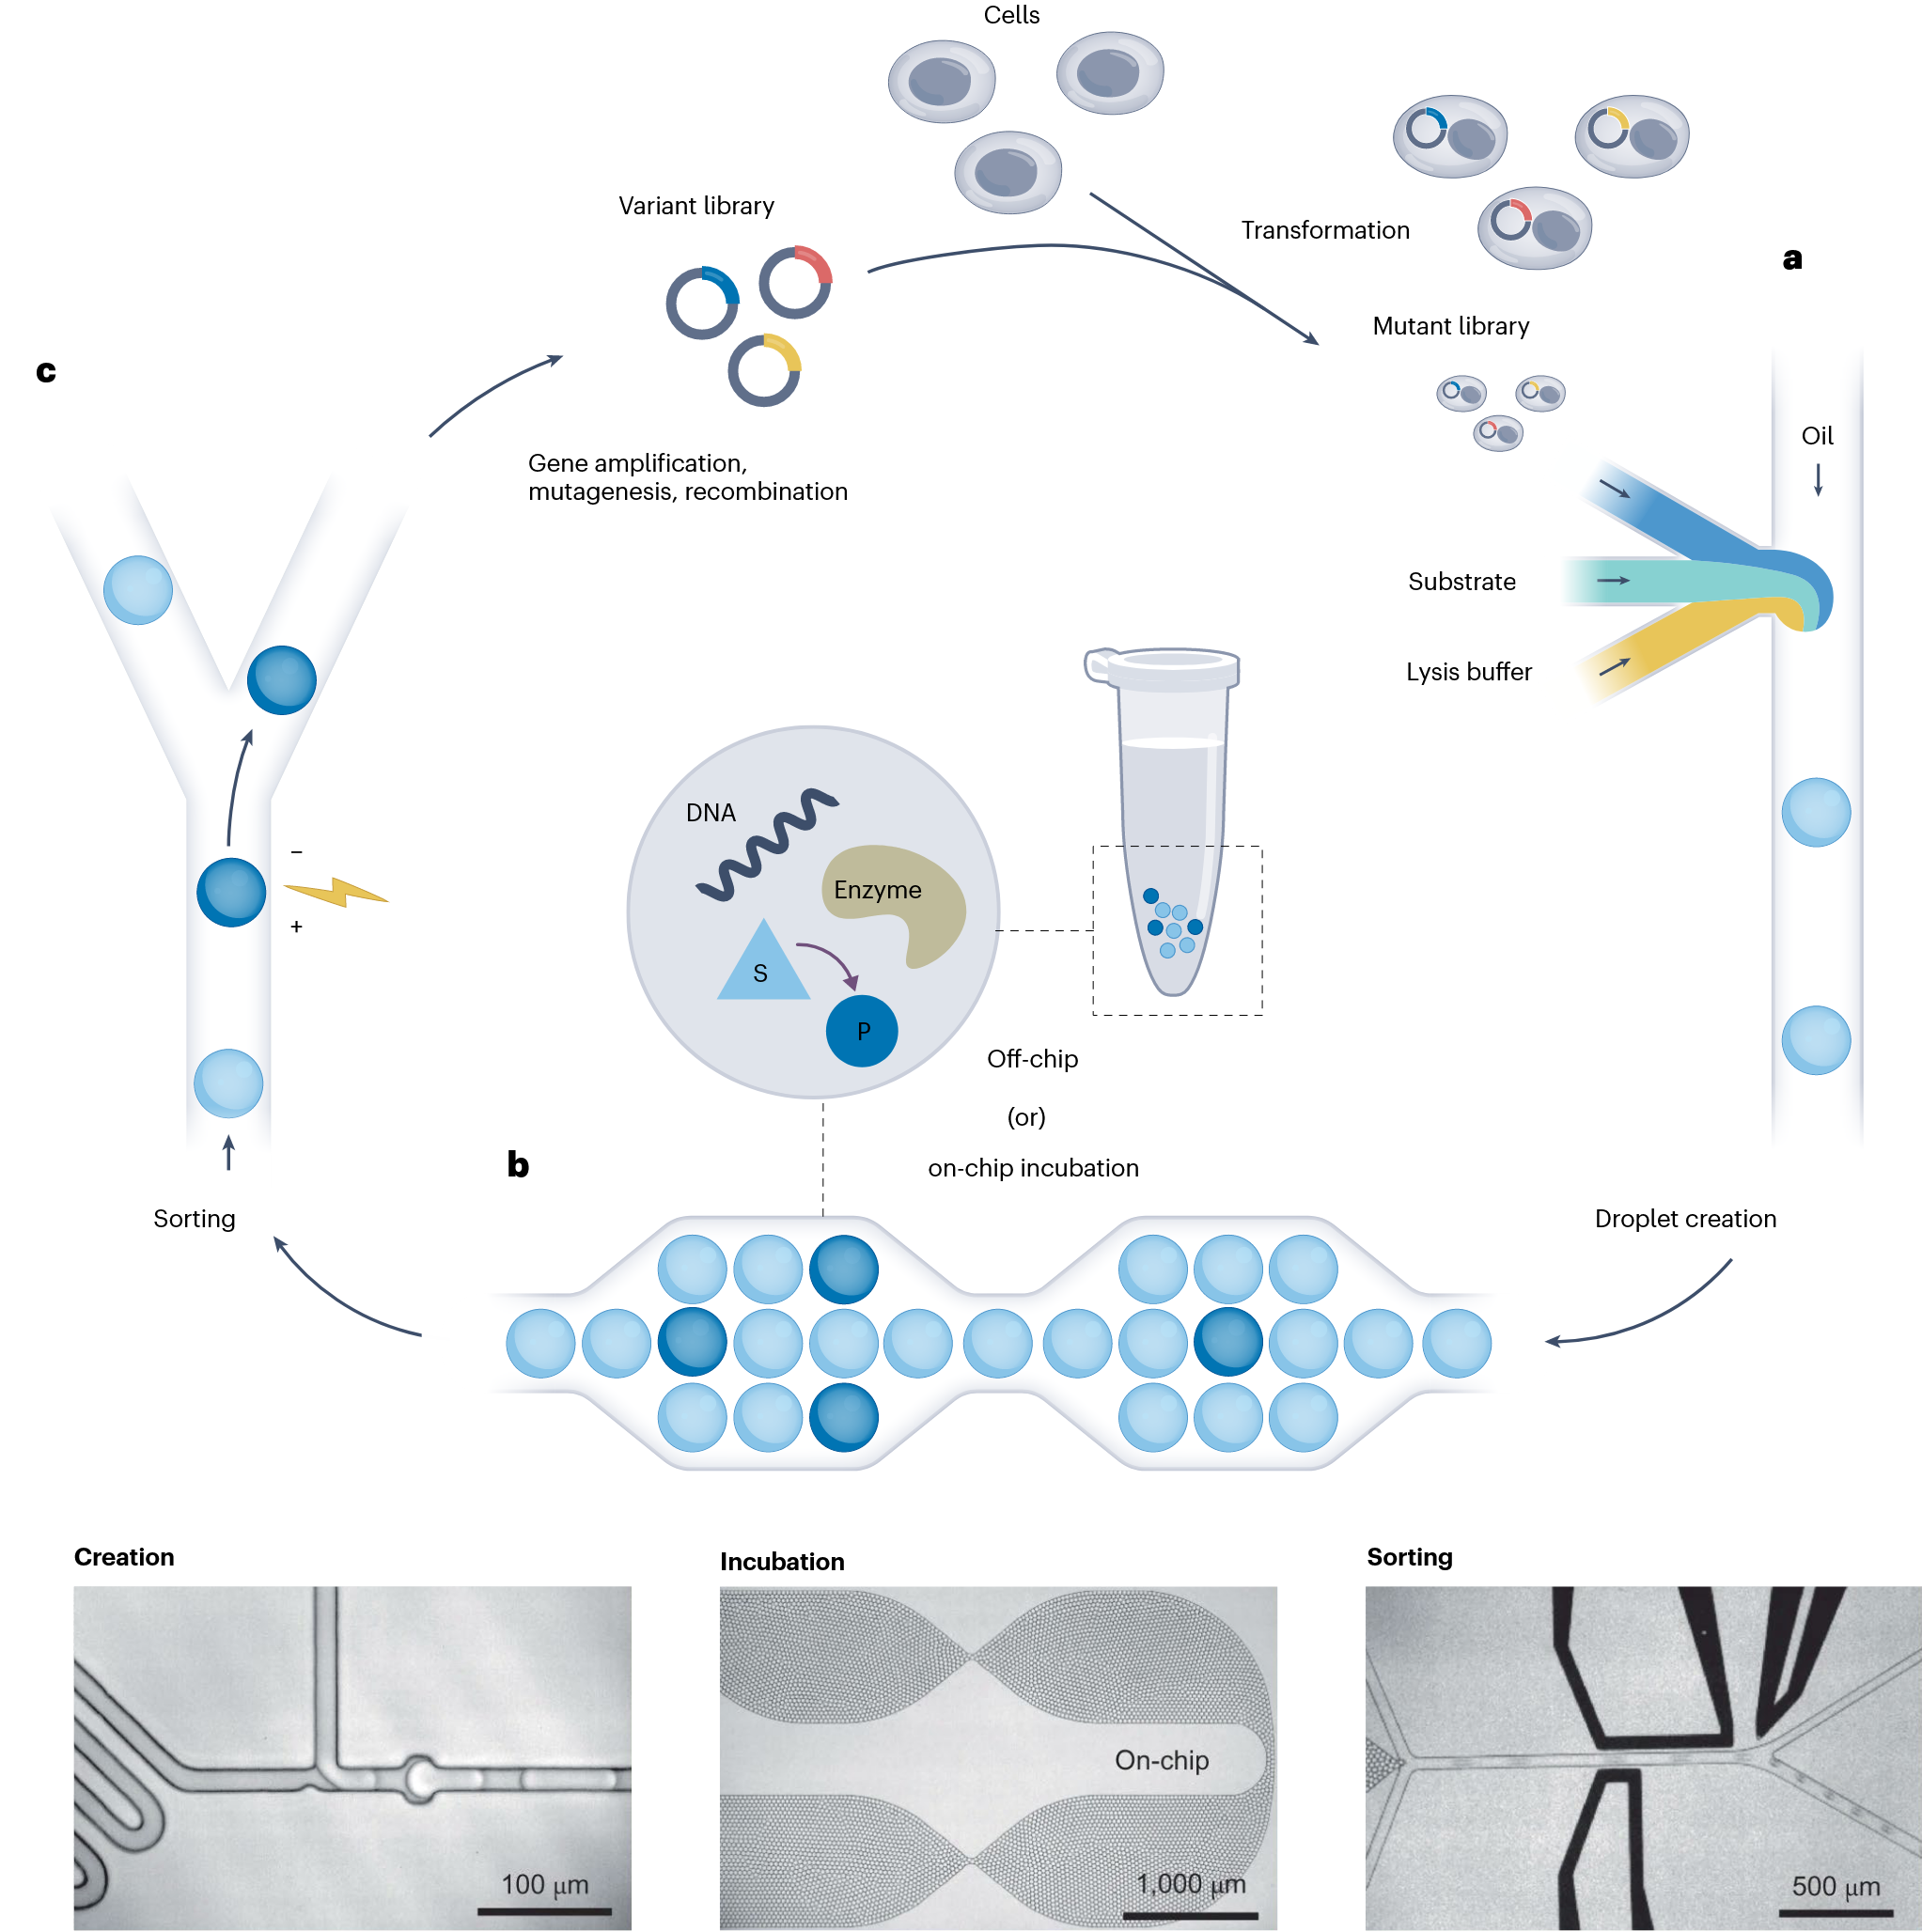 Cells
Variant library
Transformation
a
Mutant library
c
Oil
Gene amplification,
mutagenesis, recombination
Substrate
Lysis buffer
DNA
Enzyme
−
+
S
P
Off-chip
(or)
b
on-chip incubation
Sorting
Droplet creation
Creation
Incubation
Sorting
On-chip
100 μm
1,000 μm
500 μm